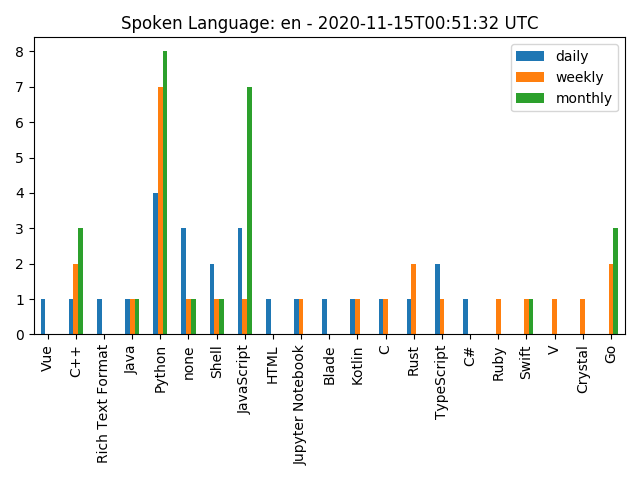 Spoken Language: en - 2020-11-15T00:51:32 UTC
daily
weekly
monthly
8
7
6
5
4
3
2
1
0
Vue
C++
Rich Text Format
Java
Python
none
Shell
JavaScript
HTML
Jupyter Notebook
Blade
Kotlin
C
Rust
TypeScript
C#
Ruby
Swift
V
Crystal
Go